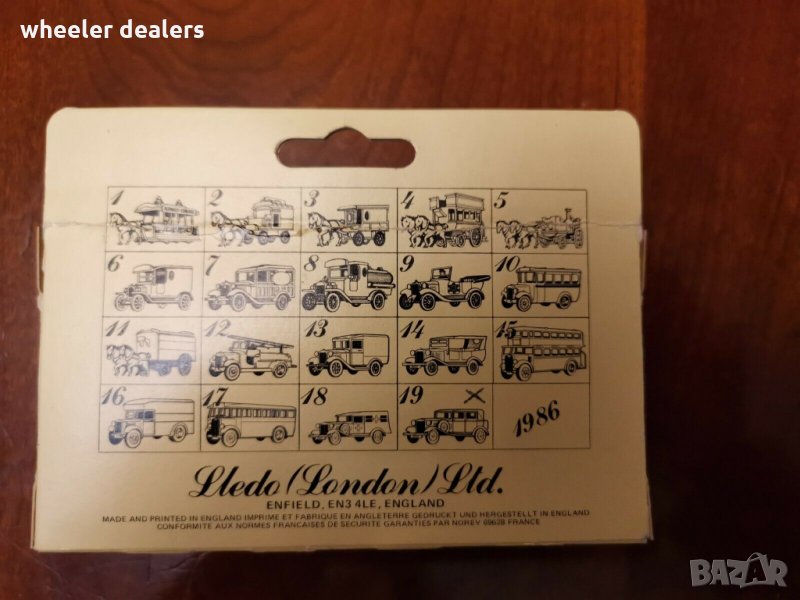 wheeler dealers
1 2 3 4 5
6 7 8 9 10
11 12 13 14 15
16 17 18 19 1986
Lledo (London) Ltd.
ENFIELD, EN3 4LE, ENGLAND
MADE AND PRINTED IN ENGLAND IMPRIME ET FABRIQUE EN ANGLETERRE GEDRUCKT UND HERGESTELLT IN ENGLAND
CONFORMITE AUX NORMES FRANCAISES DE SECURITE GARANTIES PAR NOREV 69628 FRANCE
BAZAR